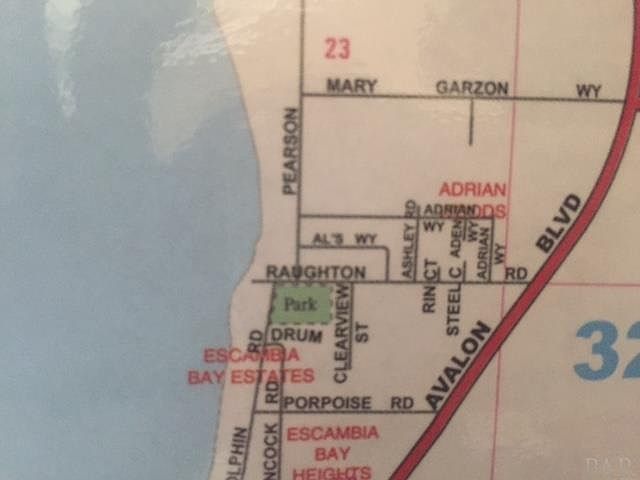 23
MARY GARZON WY
PEARSON
ADRIAN
WOODS
ADRIAN
WY
ASHLEY RD
ADEN WY
ADRIAN WY
AL'S WY
BLVD
RAUGHTON RD
Park
CLEARVIEW ST
RIN CT
STEEL C
DRUM
RD
ESCAMBIA
BAY ESTATES
AVALON
32
RD
PORPOISE RD
OLPHIN
NCOCK
ESCAMBIA
BAY
HEIGHTS